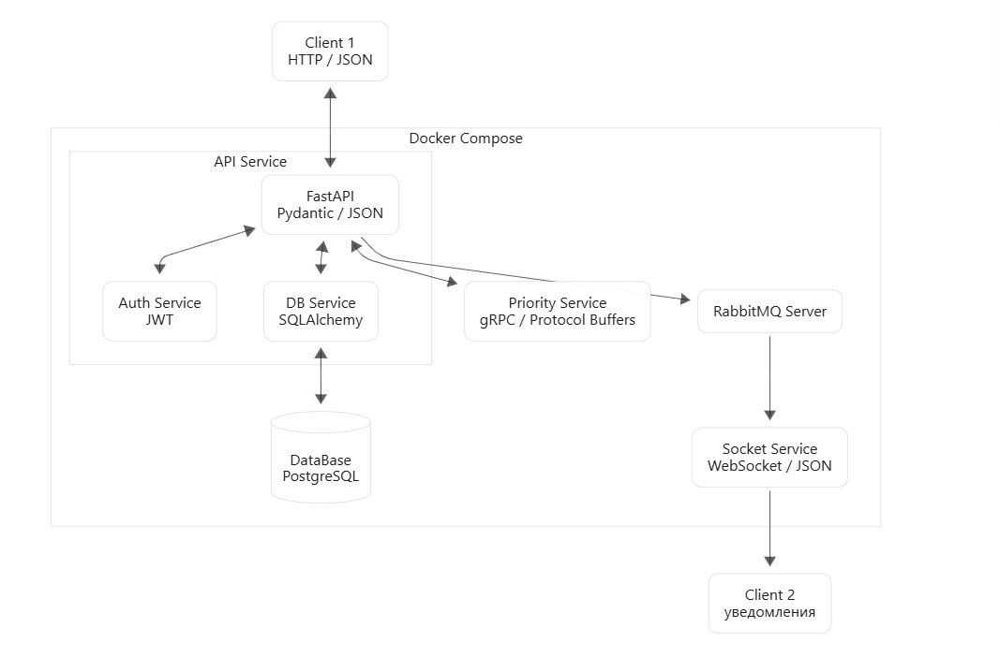 Client 1
HTTP / JSON
Docker Compose
API Service
FastAPI
Pydantic / JSON
Auth Service
JWT
DB Service
SQLAlchemy
Priority Service
gRPC / Protocol Buffers
RabbitMQ Server
DataBase
PostgreSQL
Socket Service
WebSocket / JSON
Client 2
уведомления